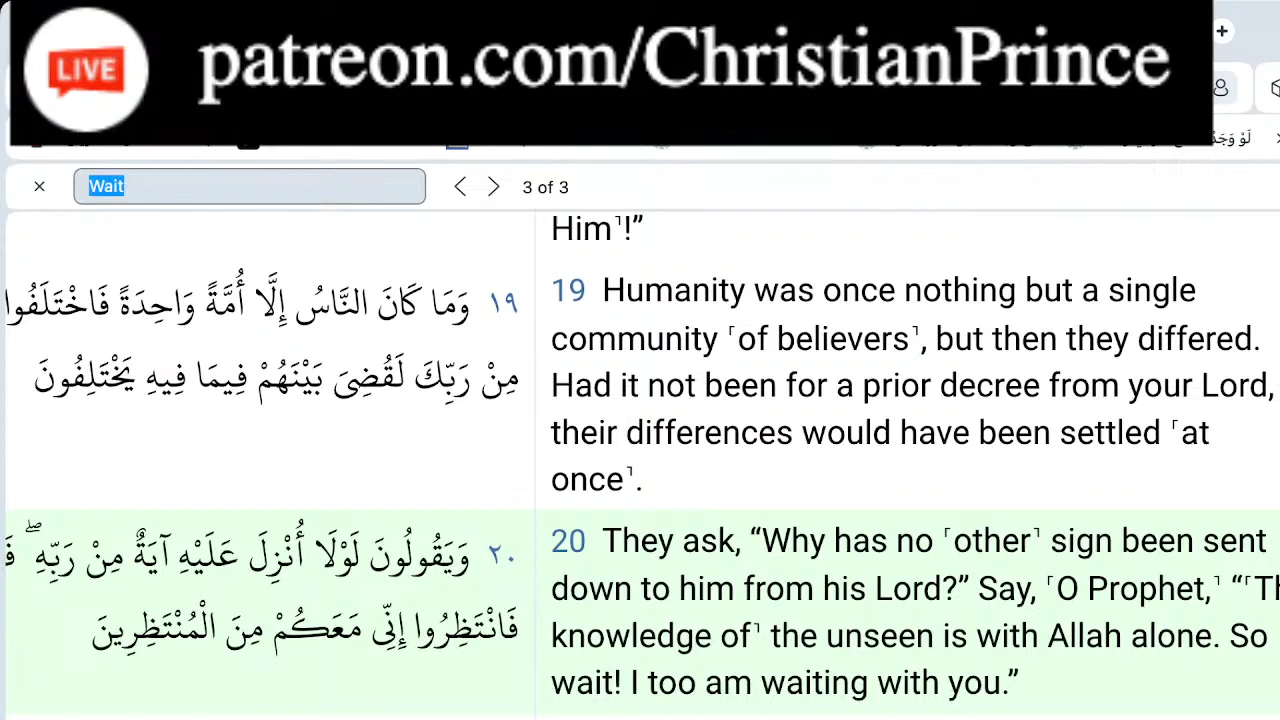 LIVE
patreon.com/ChristianPrince
Wait
3 of 3
Him⸣!”
١٩ وَمَا كَانَ النَّاسُ إِلَّا أُمَّةً وَاحِدَةً فَاخْتَلَفُوا
مِنْ رَبِّكَ لَقُضِىَ بَيْنَهُمْ فِيمَا فِيهِ يَخْتَلِفُونَ
19 Humanity was once nothing but a single
community ⸢of believers⸣, but then they differed.
Had it not been for a prior decree from your Lord,
their differences would have been settled ⸢at
once⸣.
٢٠ وَيَقُولُونَ لَوْلَا أُنْزِلَ عَلَيْهِ آيَةٌ مِنْ رَبِّهِ ۖ
فَانْتَظِرُوا إِنِّى مَعَكُمْ مِنَ الْمُنْتَظِرِينَ
20 They ask, “Why has no ⸢other⸣ sign been sent
down to him from his Lord?” Say, ⸢O Prophet,⸣ “⸢Th
knowledge of⸣ the unseen is with Allah alone. So
wait! I too am waiting with you.”